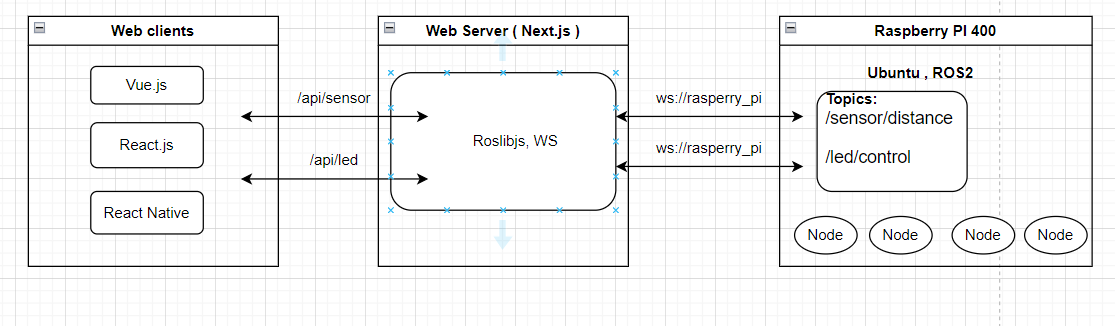 Web clients
Vue.js
React.js
React Native
/api/sensor
/api/led
Web Server ( Next.js )
Roslibjs, WS
ws://rasperry_pi
ws://rasperry_pi
Raspberry PI 400
Ubuntu , ROS2
Topics:
/sensor/distance
/led/control
Node
Node
Node
Node